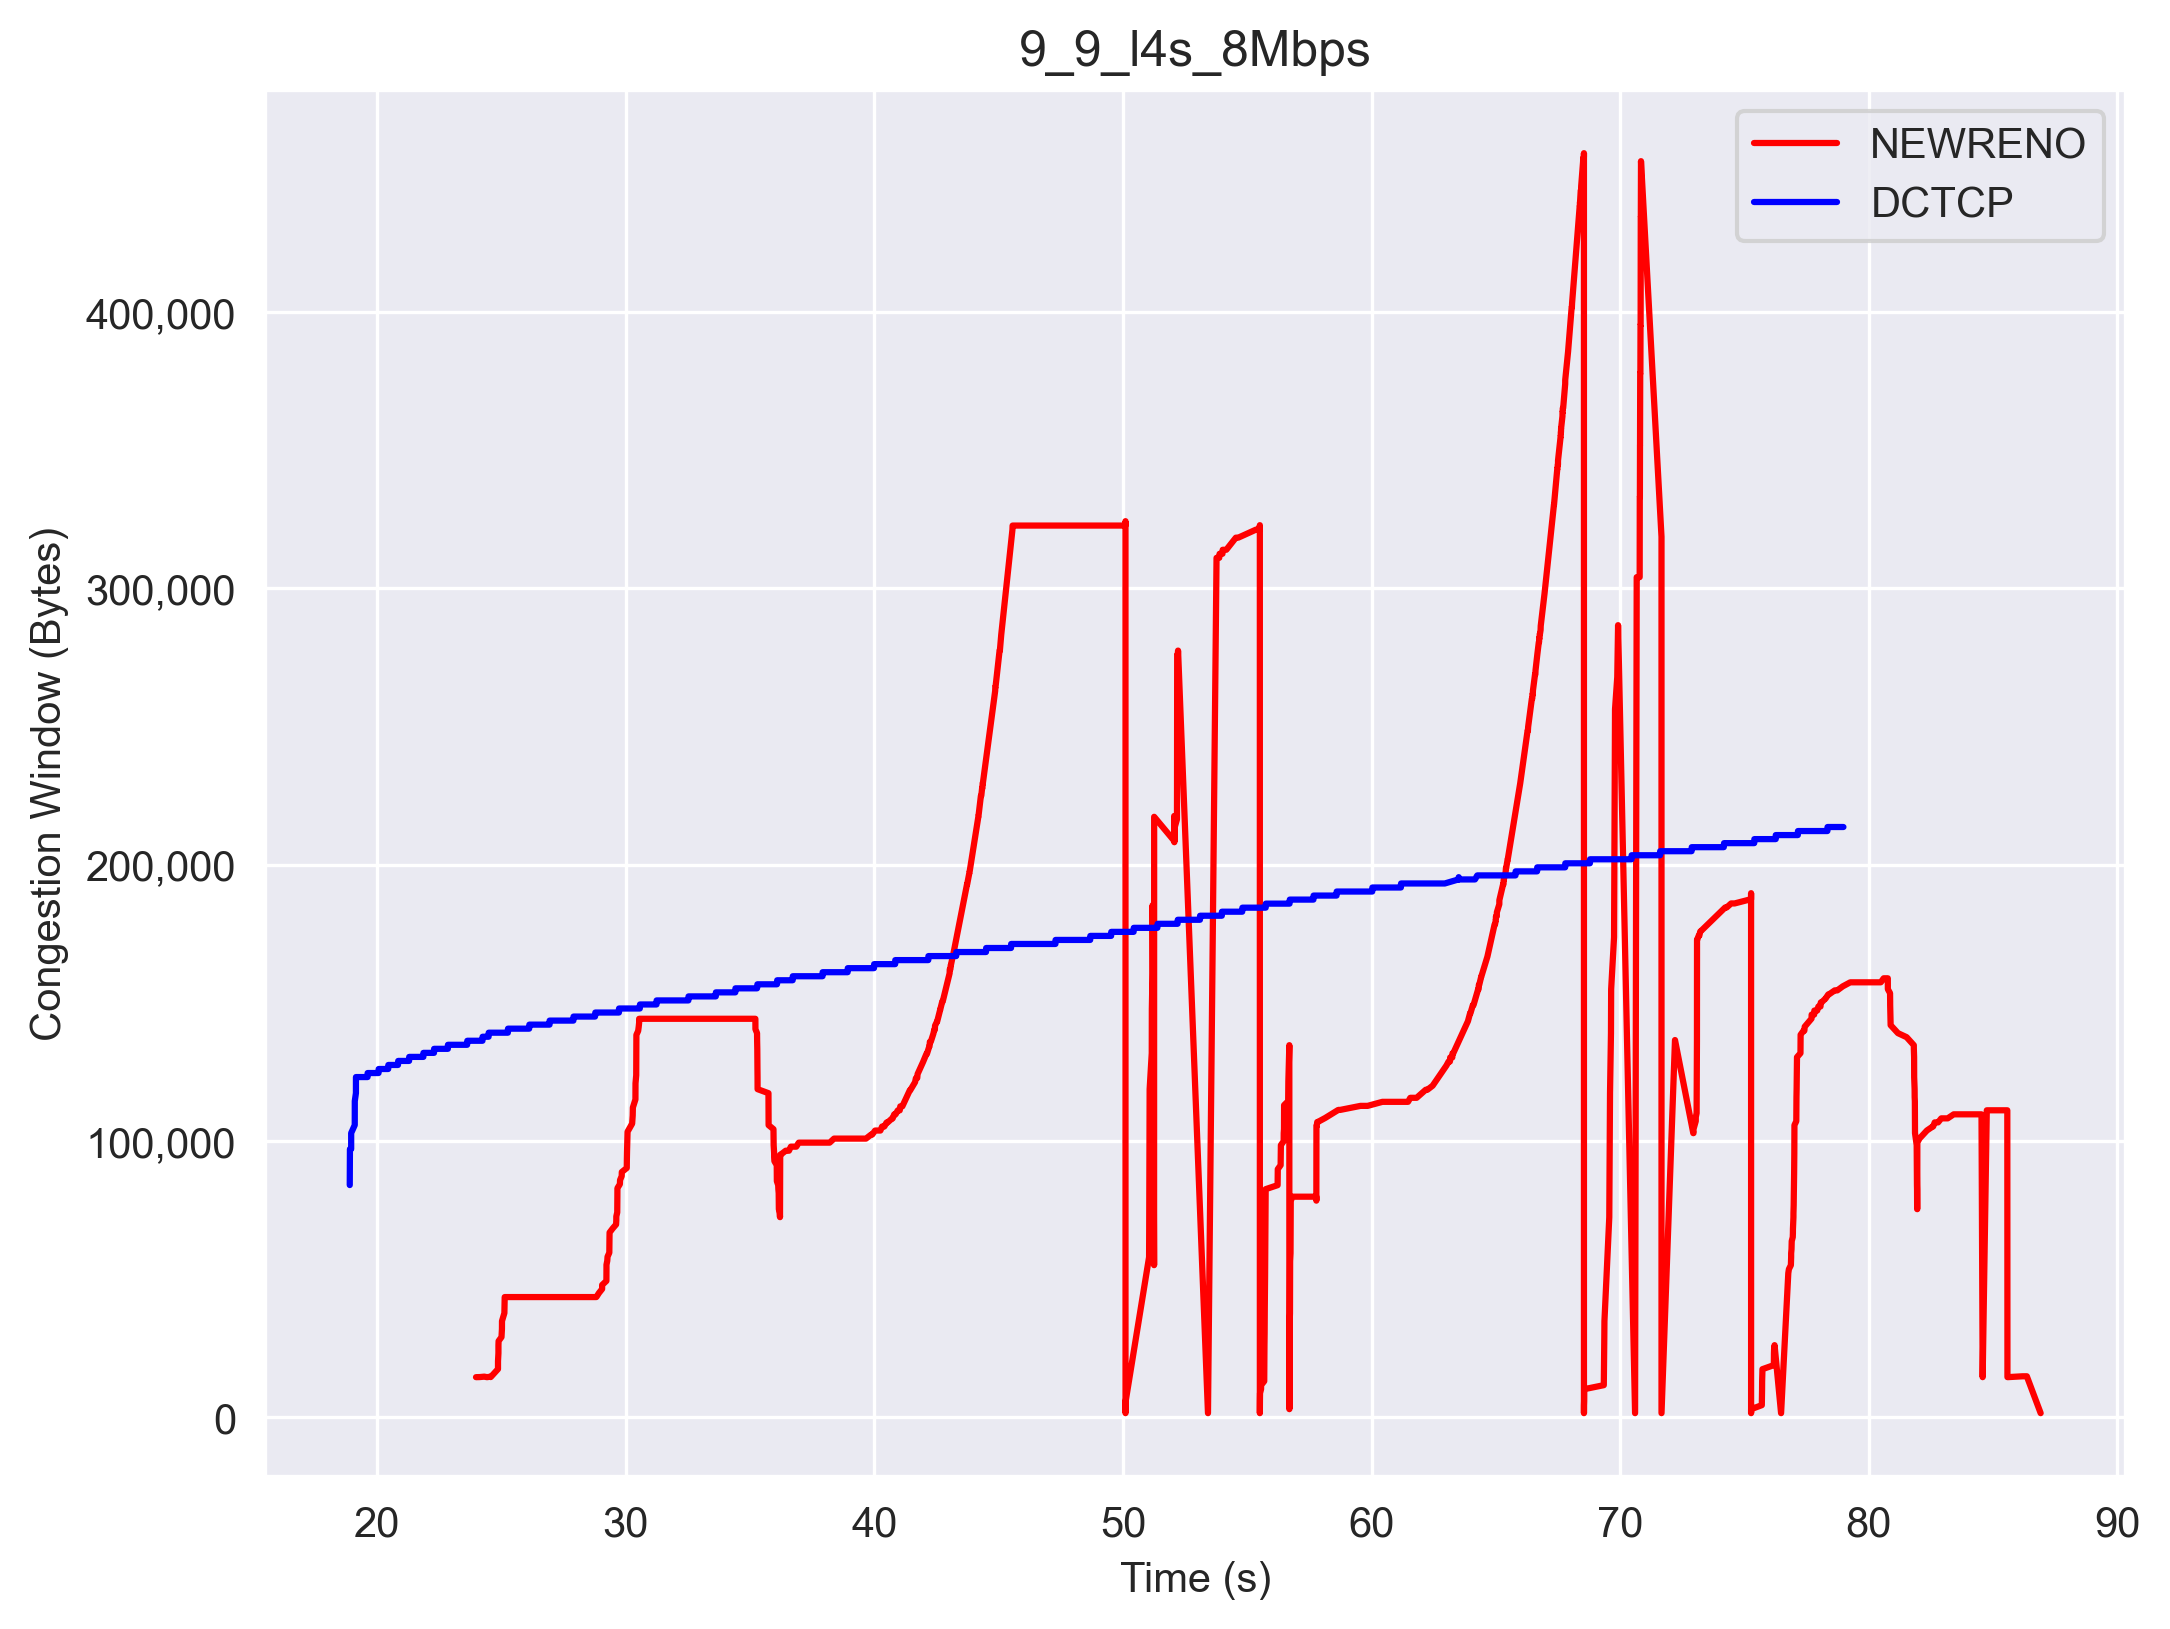 9_9_l4s_8Mbps
NEWRENO
DCTCP
Congestion Window (Bytes)
400,000
300,000
200,000
100,000
0
20 30 40 50 60 70 80 90
Time (s)